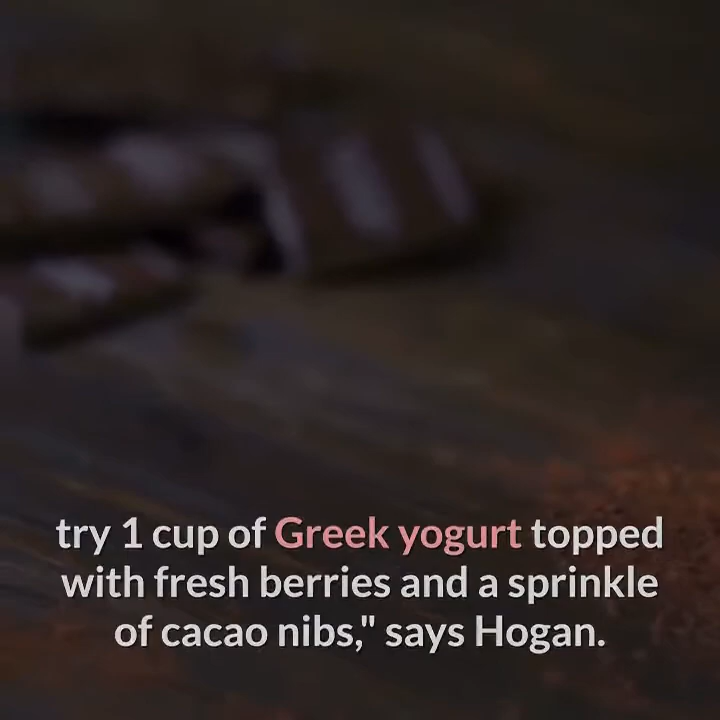 try 1 cup of Greek yogurt topped
with fresh berries and a sprinkle
of cacao nibs," says Hogan.